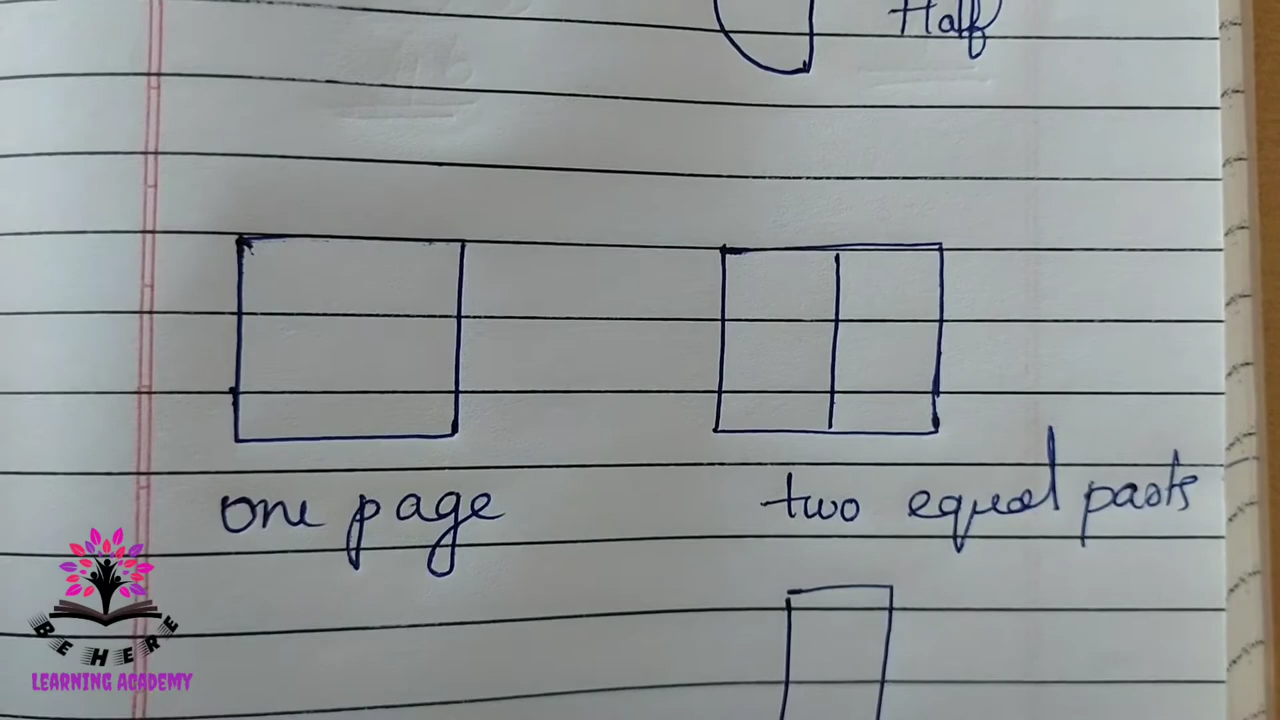 Half
one page
two equal parts
BE HERE
LEARNING ACADEMY